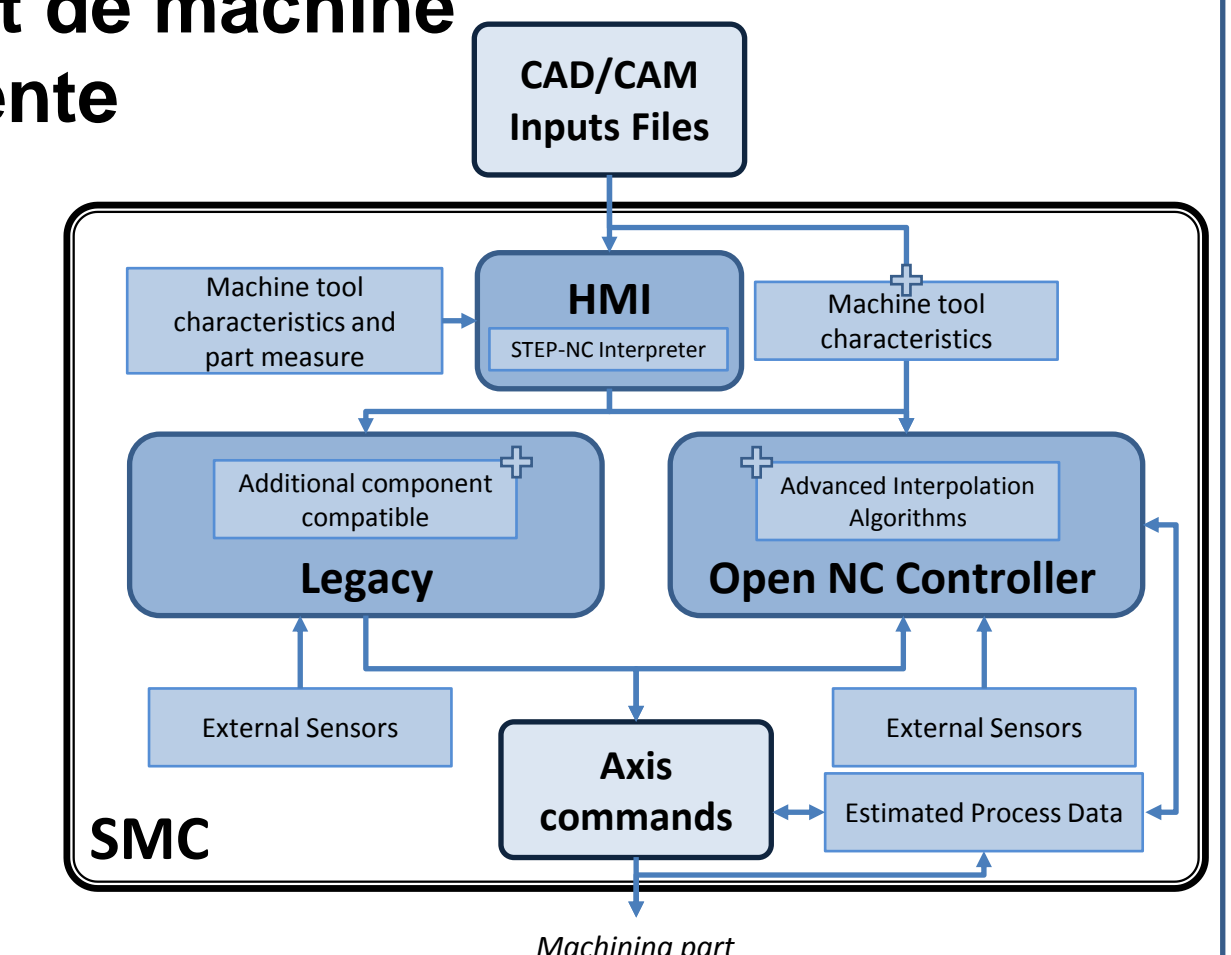 t de machine
ente
CAD/CAM
Inputs Files
Machine tool
characteristics and
part measure
HMI
STEP-NC Interpreter
Machine tool
characteristics
Additional component
compatible
Legacy
Advanced Interpolation
Algorithms
Open NC Controller
External Sensors
Axis
commands
External Sensors
Estimated Process Data
SMC
Machining part